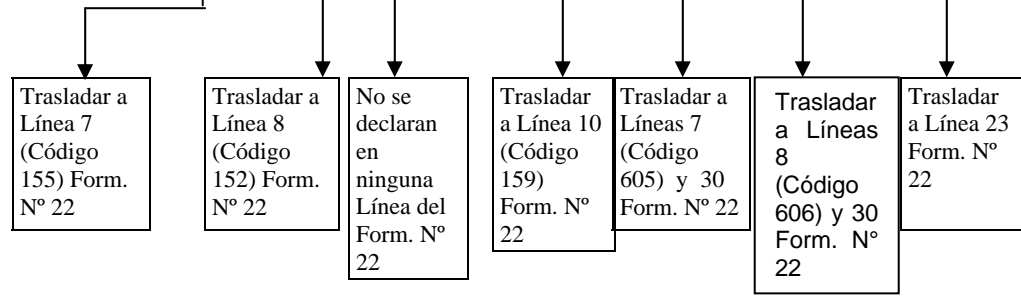 Trasladar a
Línea 7
(Código
155) Form.
Nº 22
Trasladar a
Línea 8
(Código
152) Form.
Nº 22
No se
declaran
en
ninguna
Línea del
Form. Nº
22
Trasladar
a Línea 10
(Código
159)
Form. Nº
22
Trasladar a
Líneas 7
(Código
605) y 30
Form. Nº 22
Trasladar
a Líneas
8
(Código
606) y 30
Form. N°
22
Trasladar
a Línea 23
Form. Nº
22